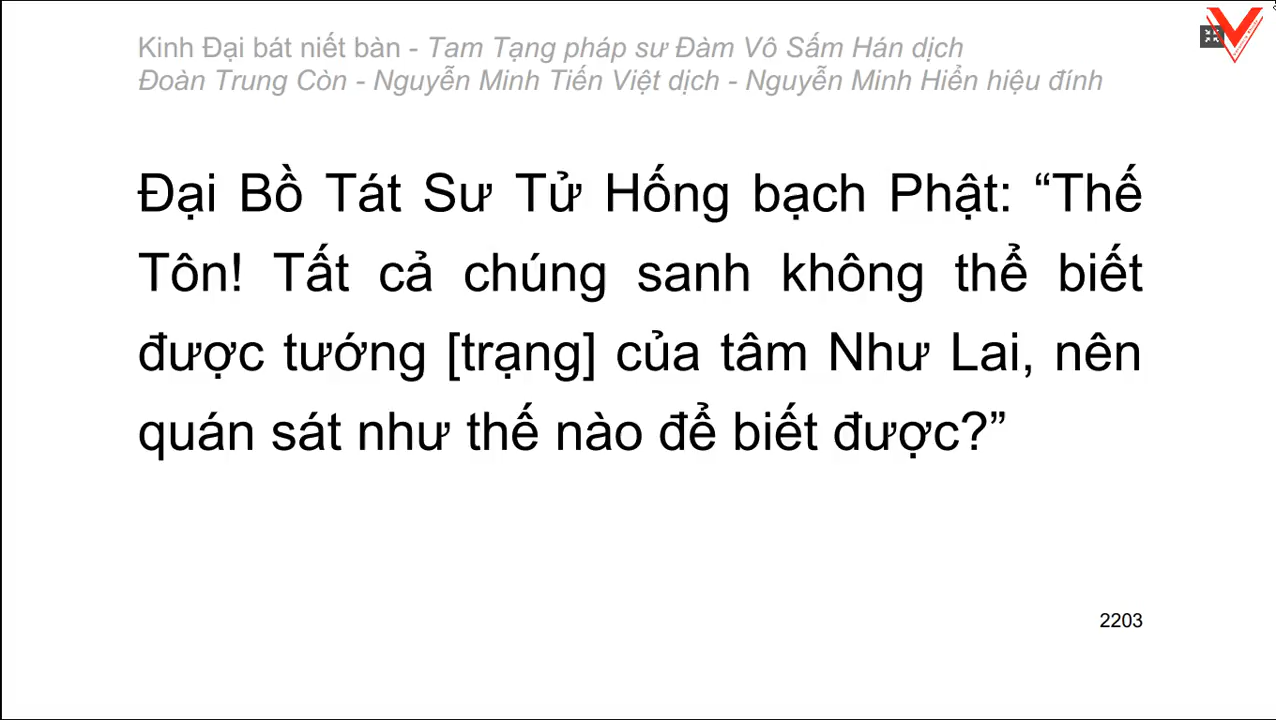 Kinh Đại bát niết bàn - Tam Tạng pháp sư Đàm Vô Sấm Hán dịch
Đoàn Trung Còn - Nguyễn Minh Tiến Việt dịch - Nguyễn Minh Hiển hiệu đính
Đại Bồ Tát Sư Tử Hống bạch Phật: “Thế
Tôn! Tất cả chúng sanh không thể biết
được tướng [trạng] của tâm Như Lai, nên
quán sát như thế nào để biết được?”
2203